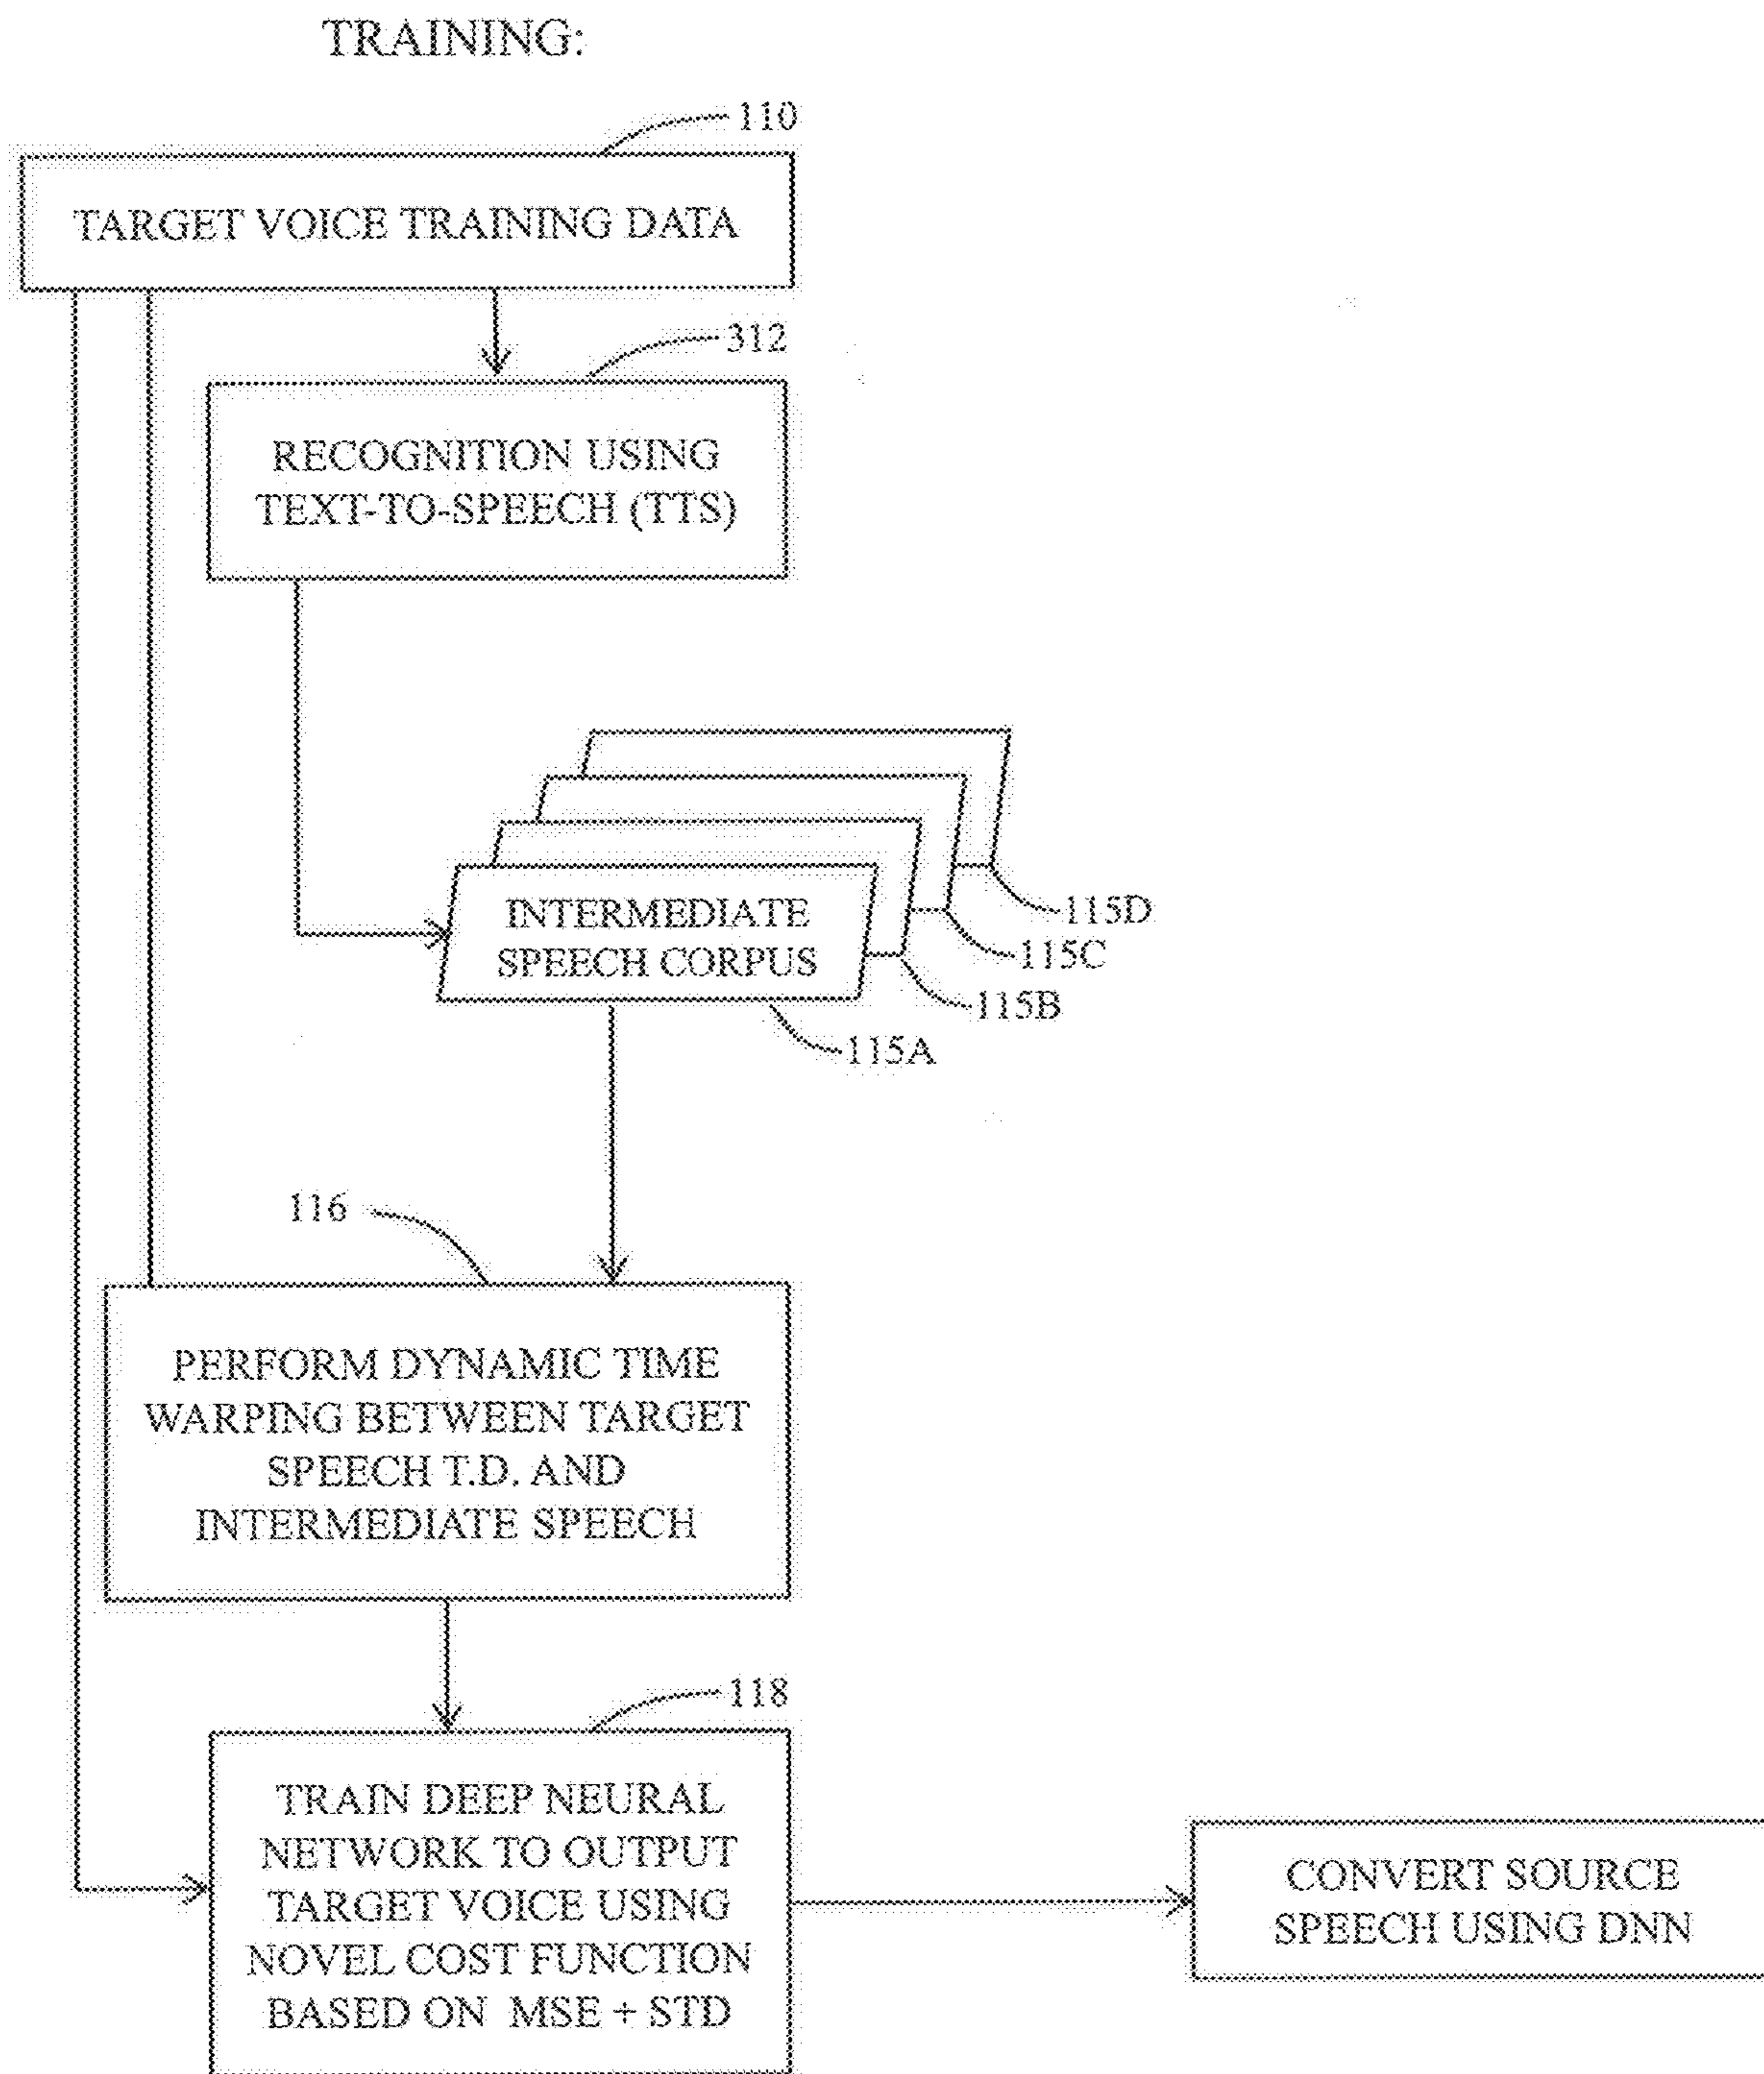 TRAINING:
110
TARGET VOICE TRAINING DATA
312
RECOGNITION USING
TEXT-TO-SPEECH (TTS)
INTERMEDIATE
SPEECH CORPUS
115D
115C
115B
115A
116
PERFORM DYNAMIC TIME
WARPING BETWEEN TARGET
SPEECH T.D. AND
INTERMEDIATE SPEECH
118
TRAIN DEEP NEURAL
NETWORK TO OUTPUT
TARGET VOICE USING
NOVEL COST FUNCTION
BASED ON MSE + STD
CONVERT SOURCE
SPEECH USING DNN